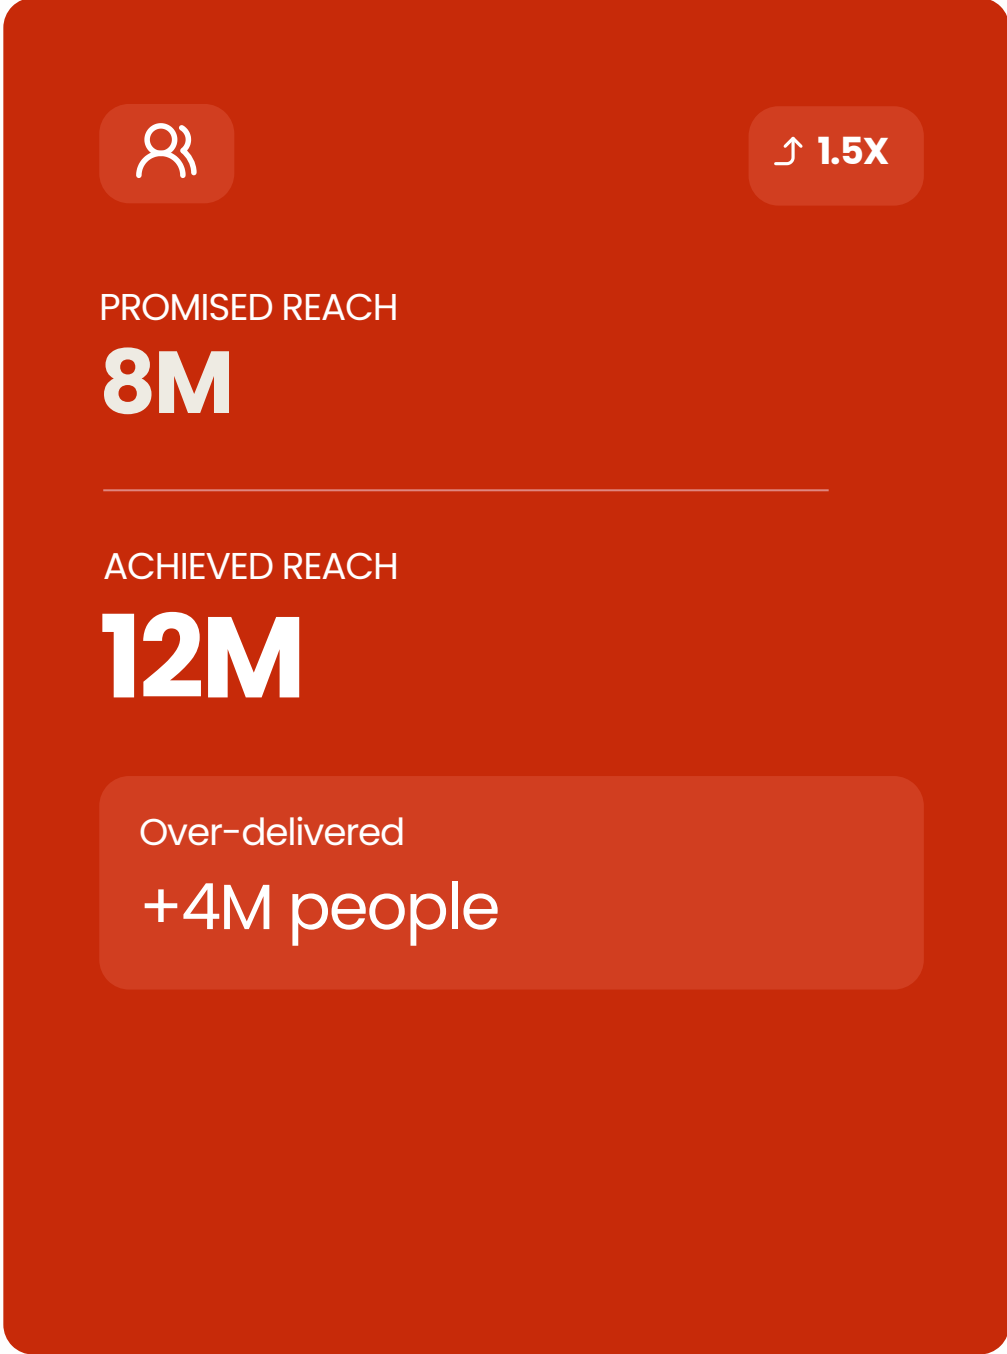 1.5X
PROMISED REACH
8M
ACHIEVED REACH
12M
Over-delivered
+4M people